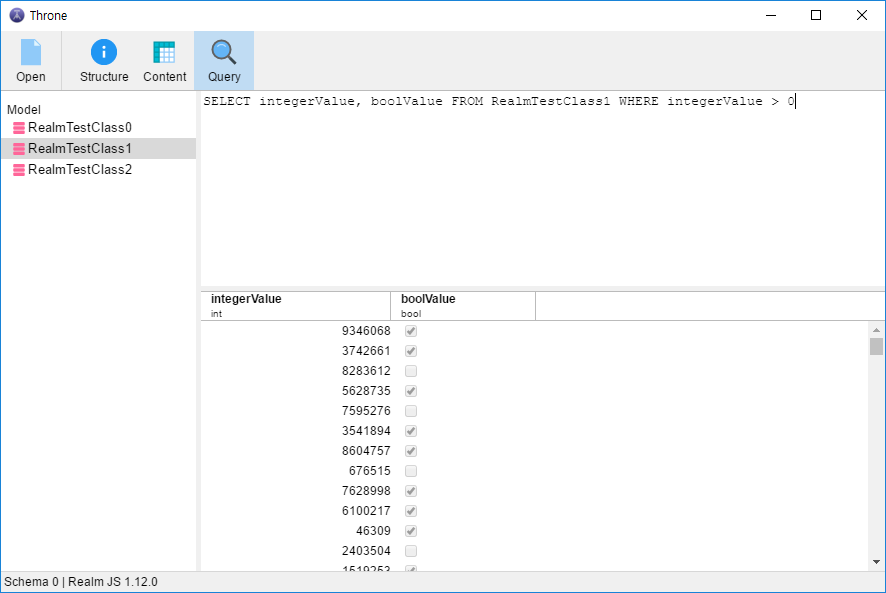 Throne
Open Structure Content Query
Model
RealmTestClass0
RealmTestClass1
RealmTestClass2
SELECT integerValue, boolValue FROM RealmTestClass1 WHERE integerValue > 0
integerValue boolValue
int bool
9346068
3742661
8283612
5628735
7595276
3541894
8604757
676515
7628998
6100217
46309
2403504
1519253
Schema 0 | Realm JS 1.12.0